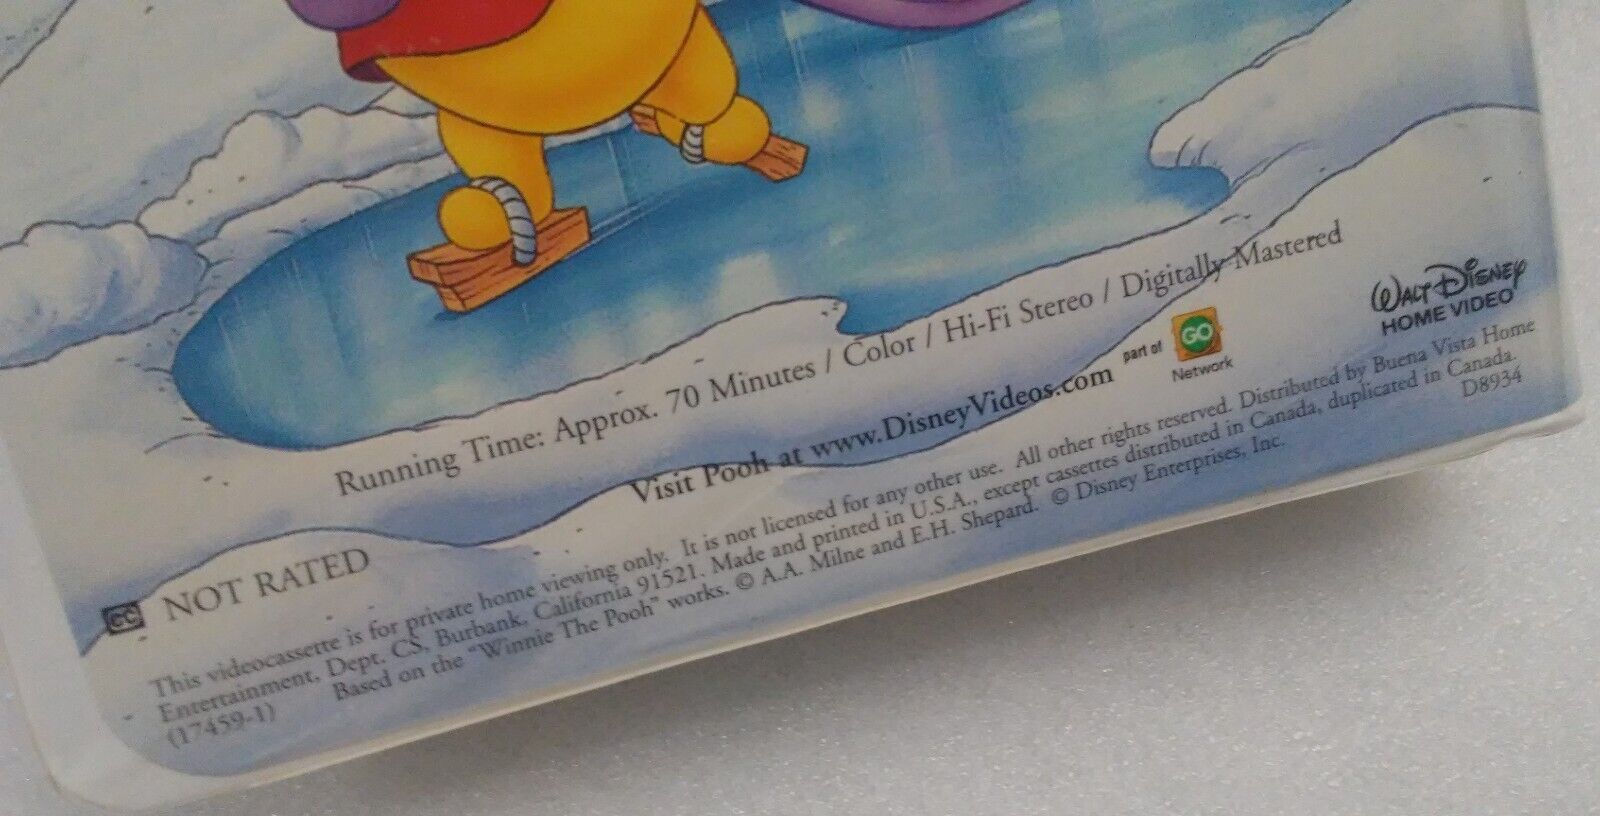 Running Time: Approx. 70 Minutes / Color / Hi-Fi Stereo / Digitally Mastered
Visit Pooh at www.DisneyVideos.com
part of
GO
Network
WALT DISNEY
HOME VIDEO
CC
NOT RATED
This videocassette is for private home viewing only. It is not licensed for any other use. All other rights reserved. Distributed by Buena Vista Home
Entertainment, Dept. CS, Burbank, California 91521. Made and printed in U.S.A., except cassettes distributed in Canada, duplicated in Canada.
(17459-1) Based on the "Winnie The Pooh" works. © A.A. Milne and E.H. Shepard. © Disney Enterprises, Inc. D8934